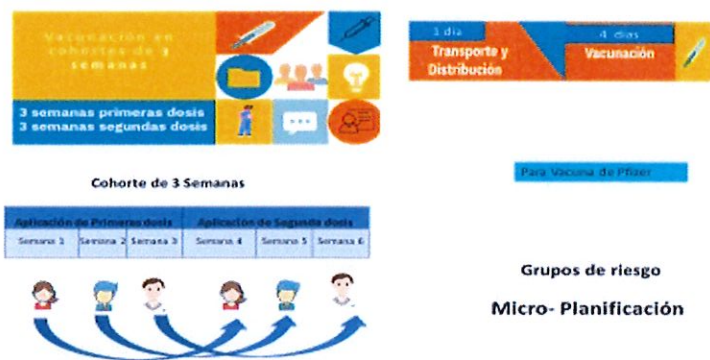 Vacunación en
cohortes de 3
semanas
3 semanas primeras dosis
3 semanas segundas dosis
1 día
Transporte y
Distribución
4 días
Vacunación
Para Vacuna de Pfizer
Cohorte de 3 Semanas
Aplicación de Primeras dosis Aplicación de Segunda dosis
Semana 1 Semana 2 Semana 3 Semana 4 Semana 5 Semana 6
Grupos de riesgo
Micro- Planificación